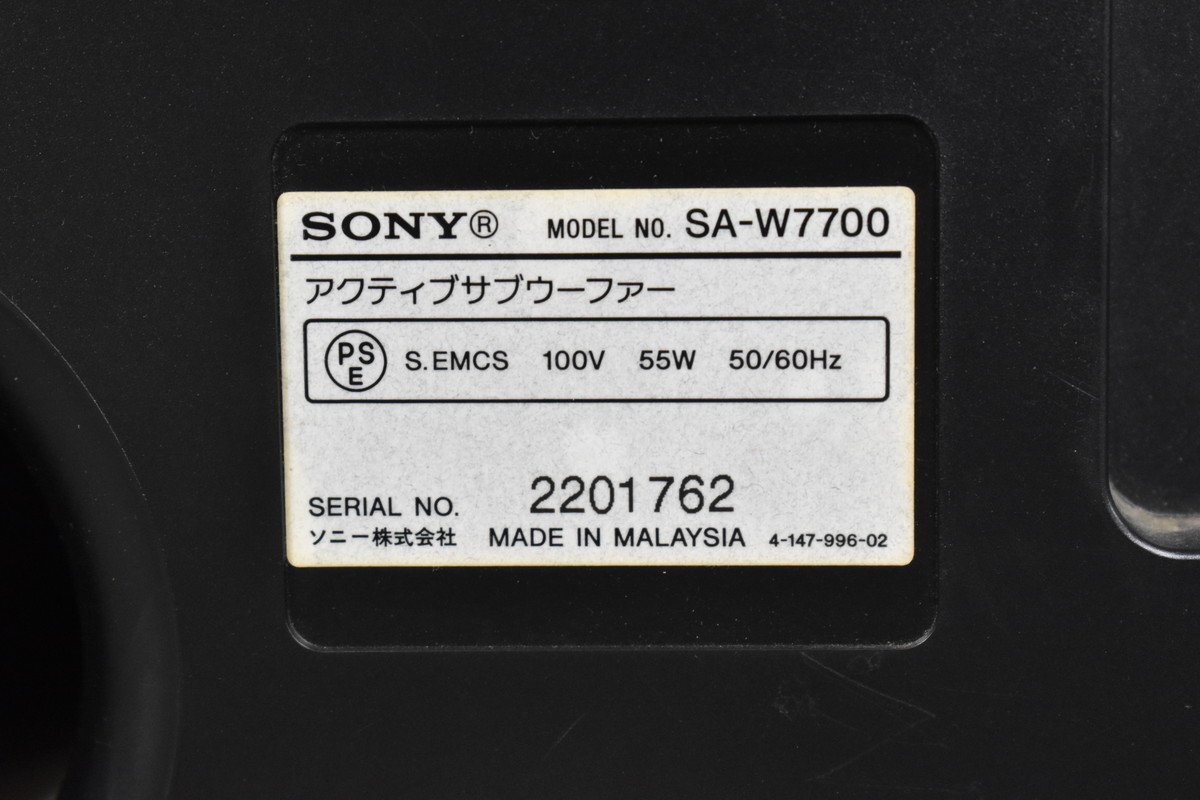 SONY® MODEL NO. SA-W7700
アクティブサブウーファー
PSE S.EMCS 100V 55W 50/60Hz
SERIAL NO. 2201762
ソニー株式会社 MADE IN MALAYSIA 4-147-996-02